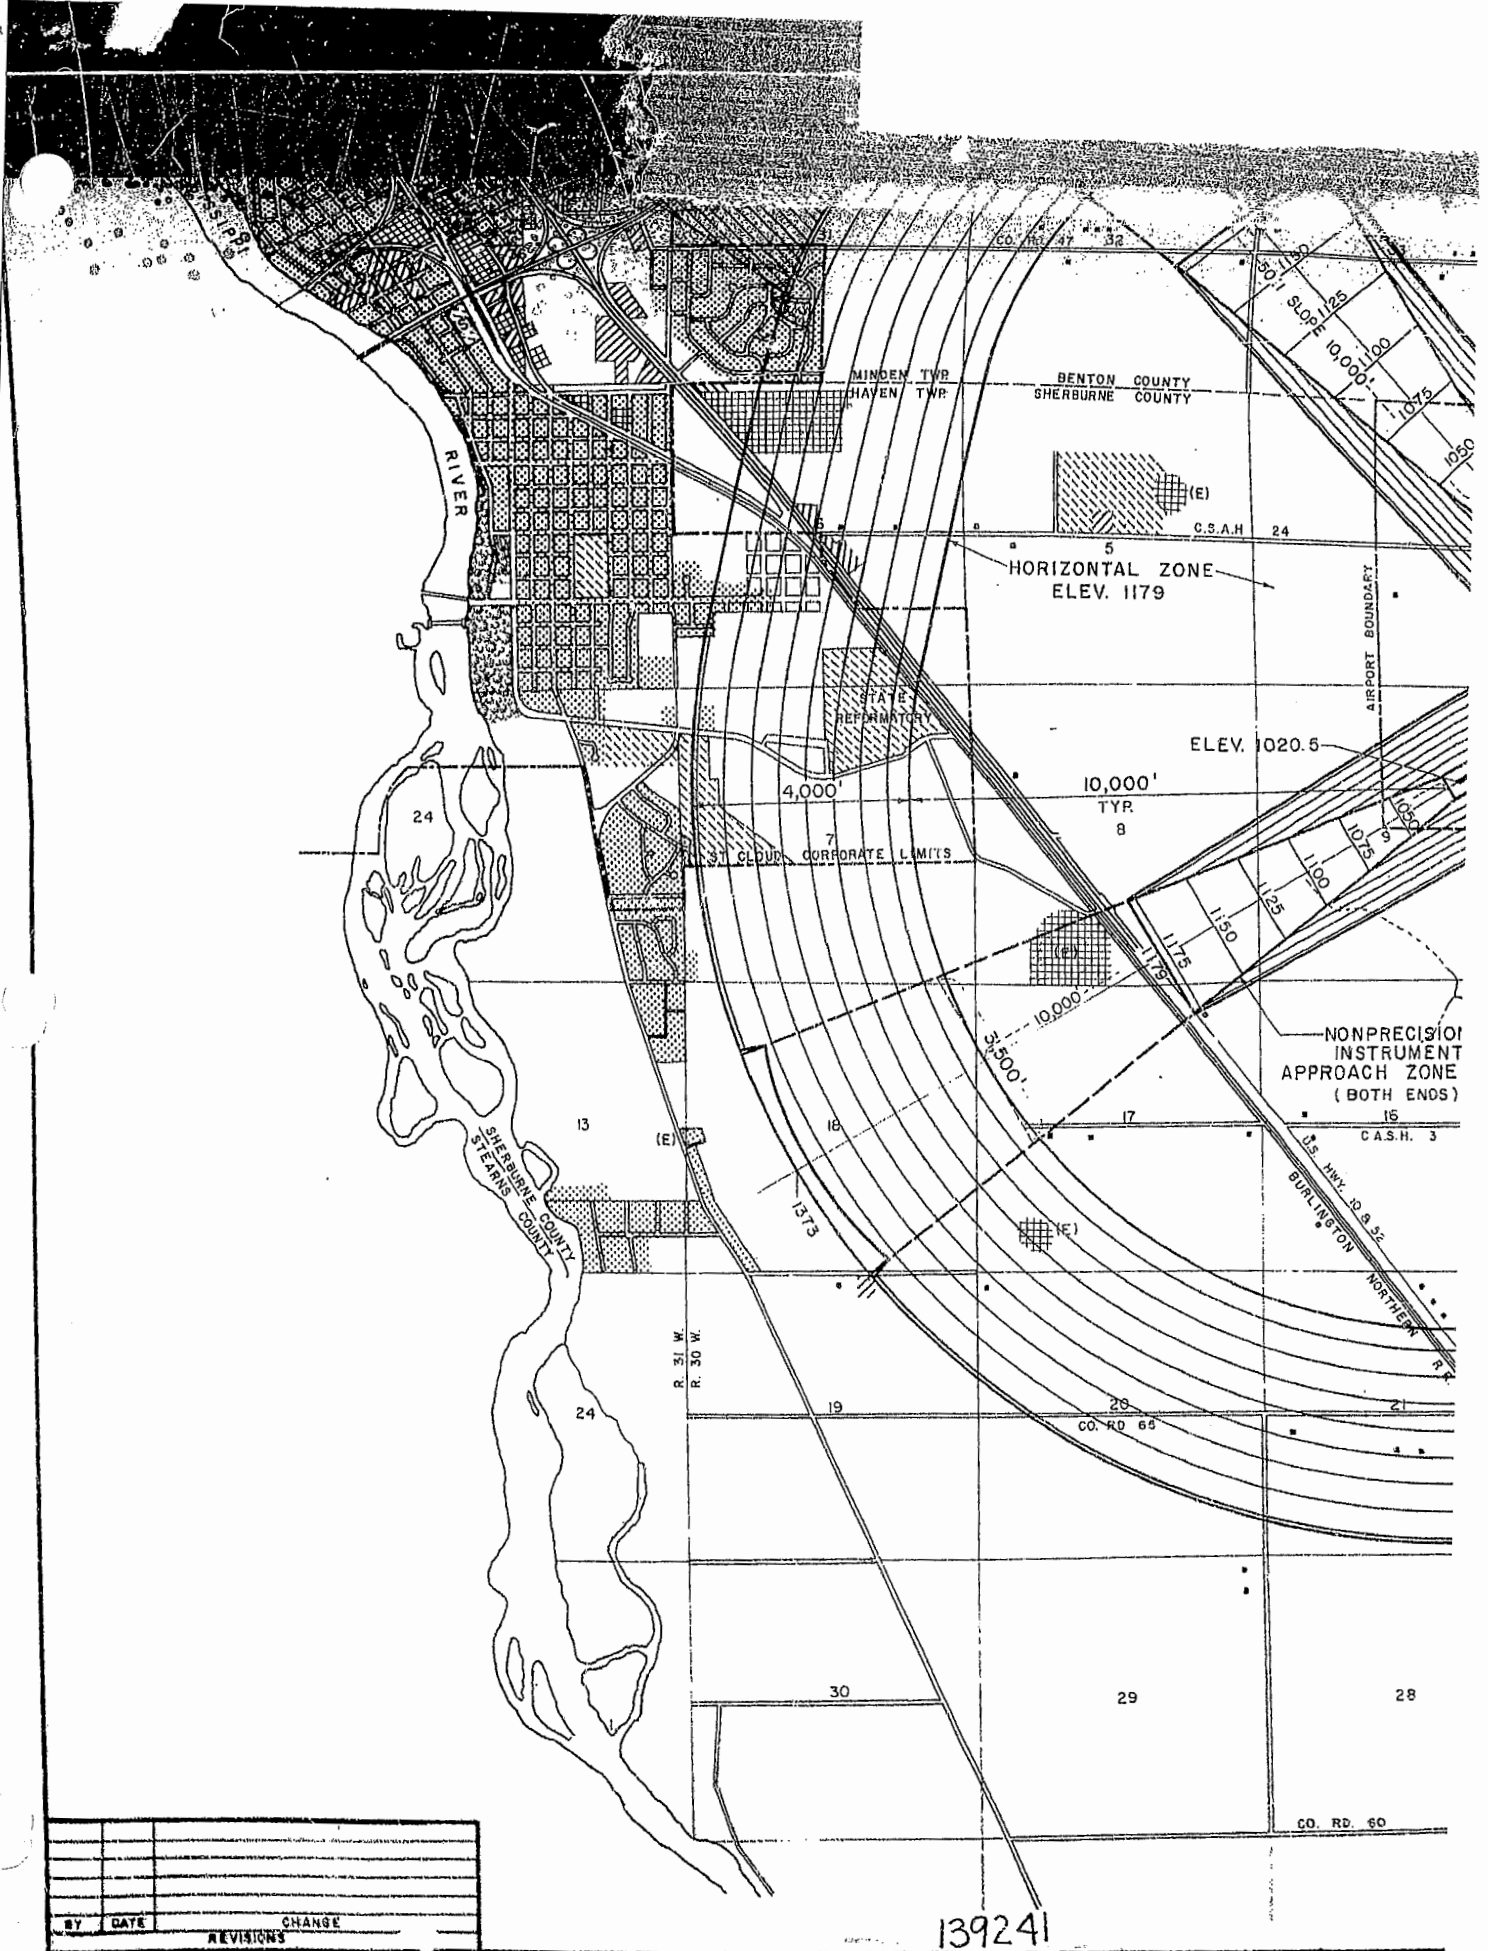 SSIPPI
CO. RD. 47
32
50:1 SLOPE
10,000'
1150
1125
1100
1075
1050
MINDEN TWP.
HAVEN TWP.
BENTON COUNTY
SHERBURNE COUNTY
RIVER
(E)
C.S.A.H. 24
6
5
HORIZONTAL ZONE
ELEV. 1179
AIRPORT BOUNDARY
STATE
REFORMATORY
ELEV. 1020.5
4,000'
10,000'
TYP.
8
24
7
ST CLOUD CORPORATE LIMITS
9
1050
1075
1100
1125
1150
1175
1179
(E)
10,000'
3,500'
NONPRECISION
INSTRUMENT
APPROACH ZONE
(BOTH ENDS)
13
(E)
18
17
16
C.A.S.H. 3
SHERBURNE COUNTY
STEARNS COUNTY
1373
(E)
U.S. HWY. 10 & 52
BURLINGTON NORTHERN R.R.
R. 31 W.
R. 30 W.
24
19
20
21
CO. RD 65
30
29
28
CO. RD. 60
BY DATE CHANGE
REVISIONS
139241